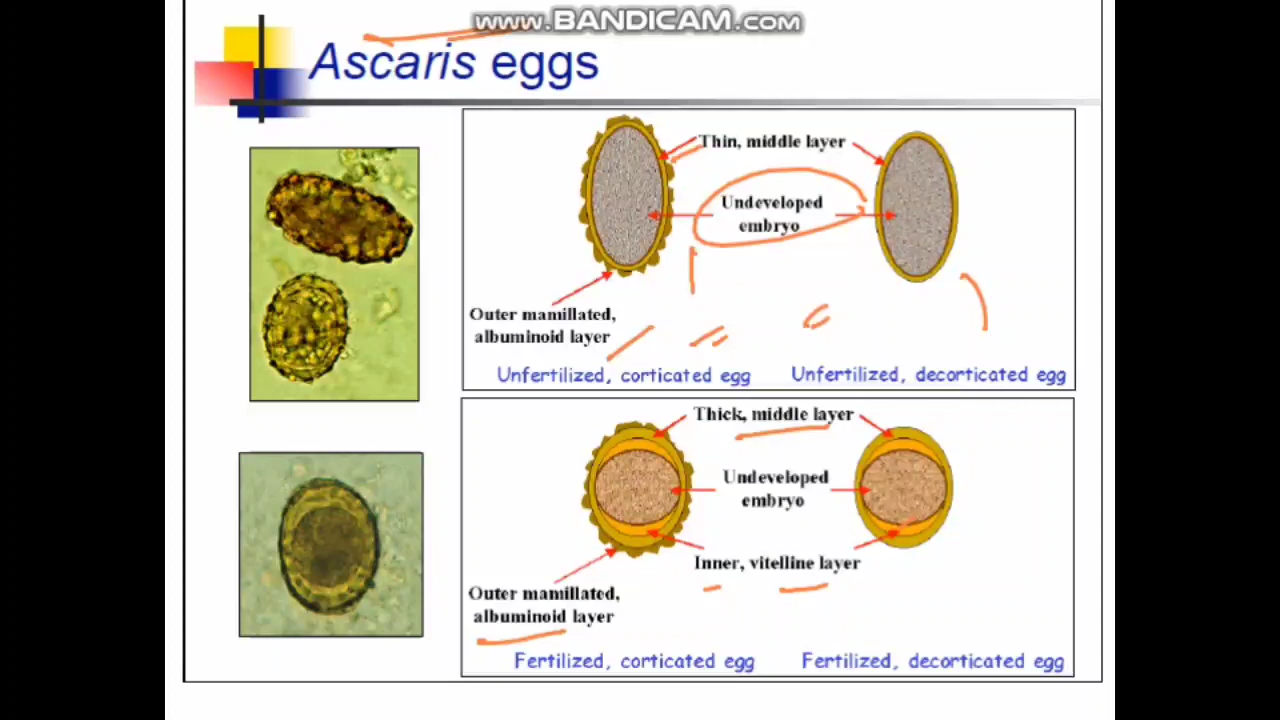 www.BANDICAM.com
Ascaris eggs
Thin, middle layer
Undeveloped
embryo
Outer mamillated,
albuminoid layer
Unfertilized, corticated egg
Unfertilized, decorticated egg
Thick, middle layer
Undeveloped
embryo
Inner, vitelline layer
Outer mamillated,
albuminoid layer
Fertilized, corticated egg
Fertilized, decorticated egg